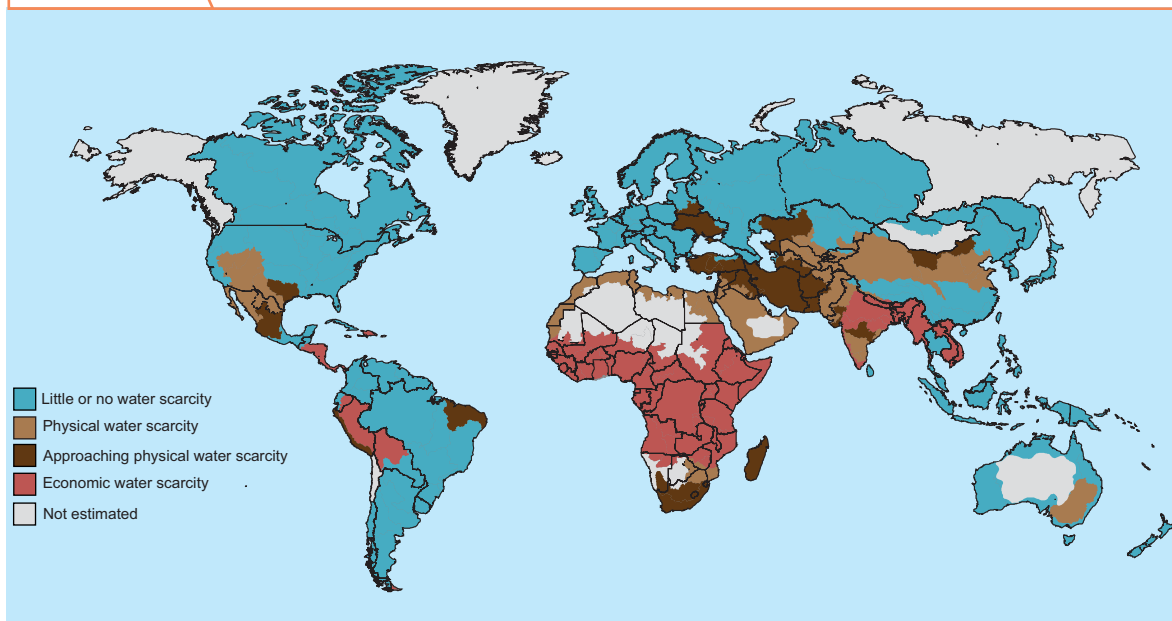 Little or no water scarcity
Physical water scarcity
Approaching physical water scarcity
Economic water scarcity
Not estimated